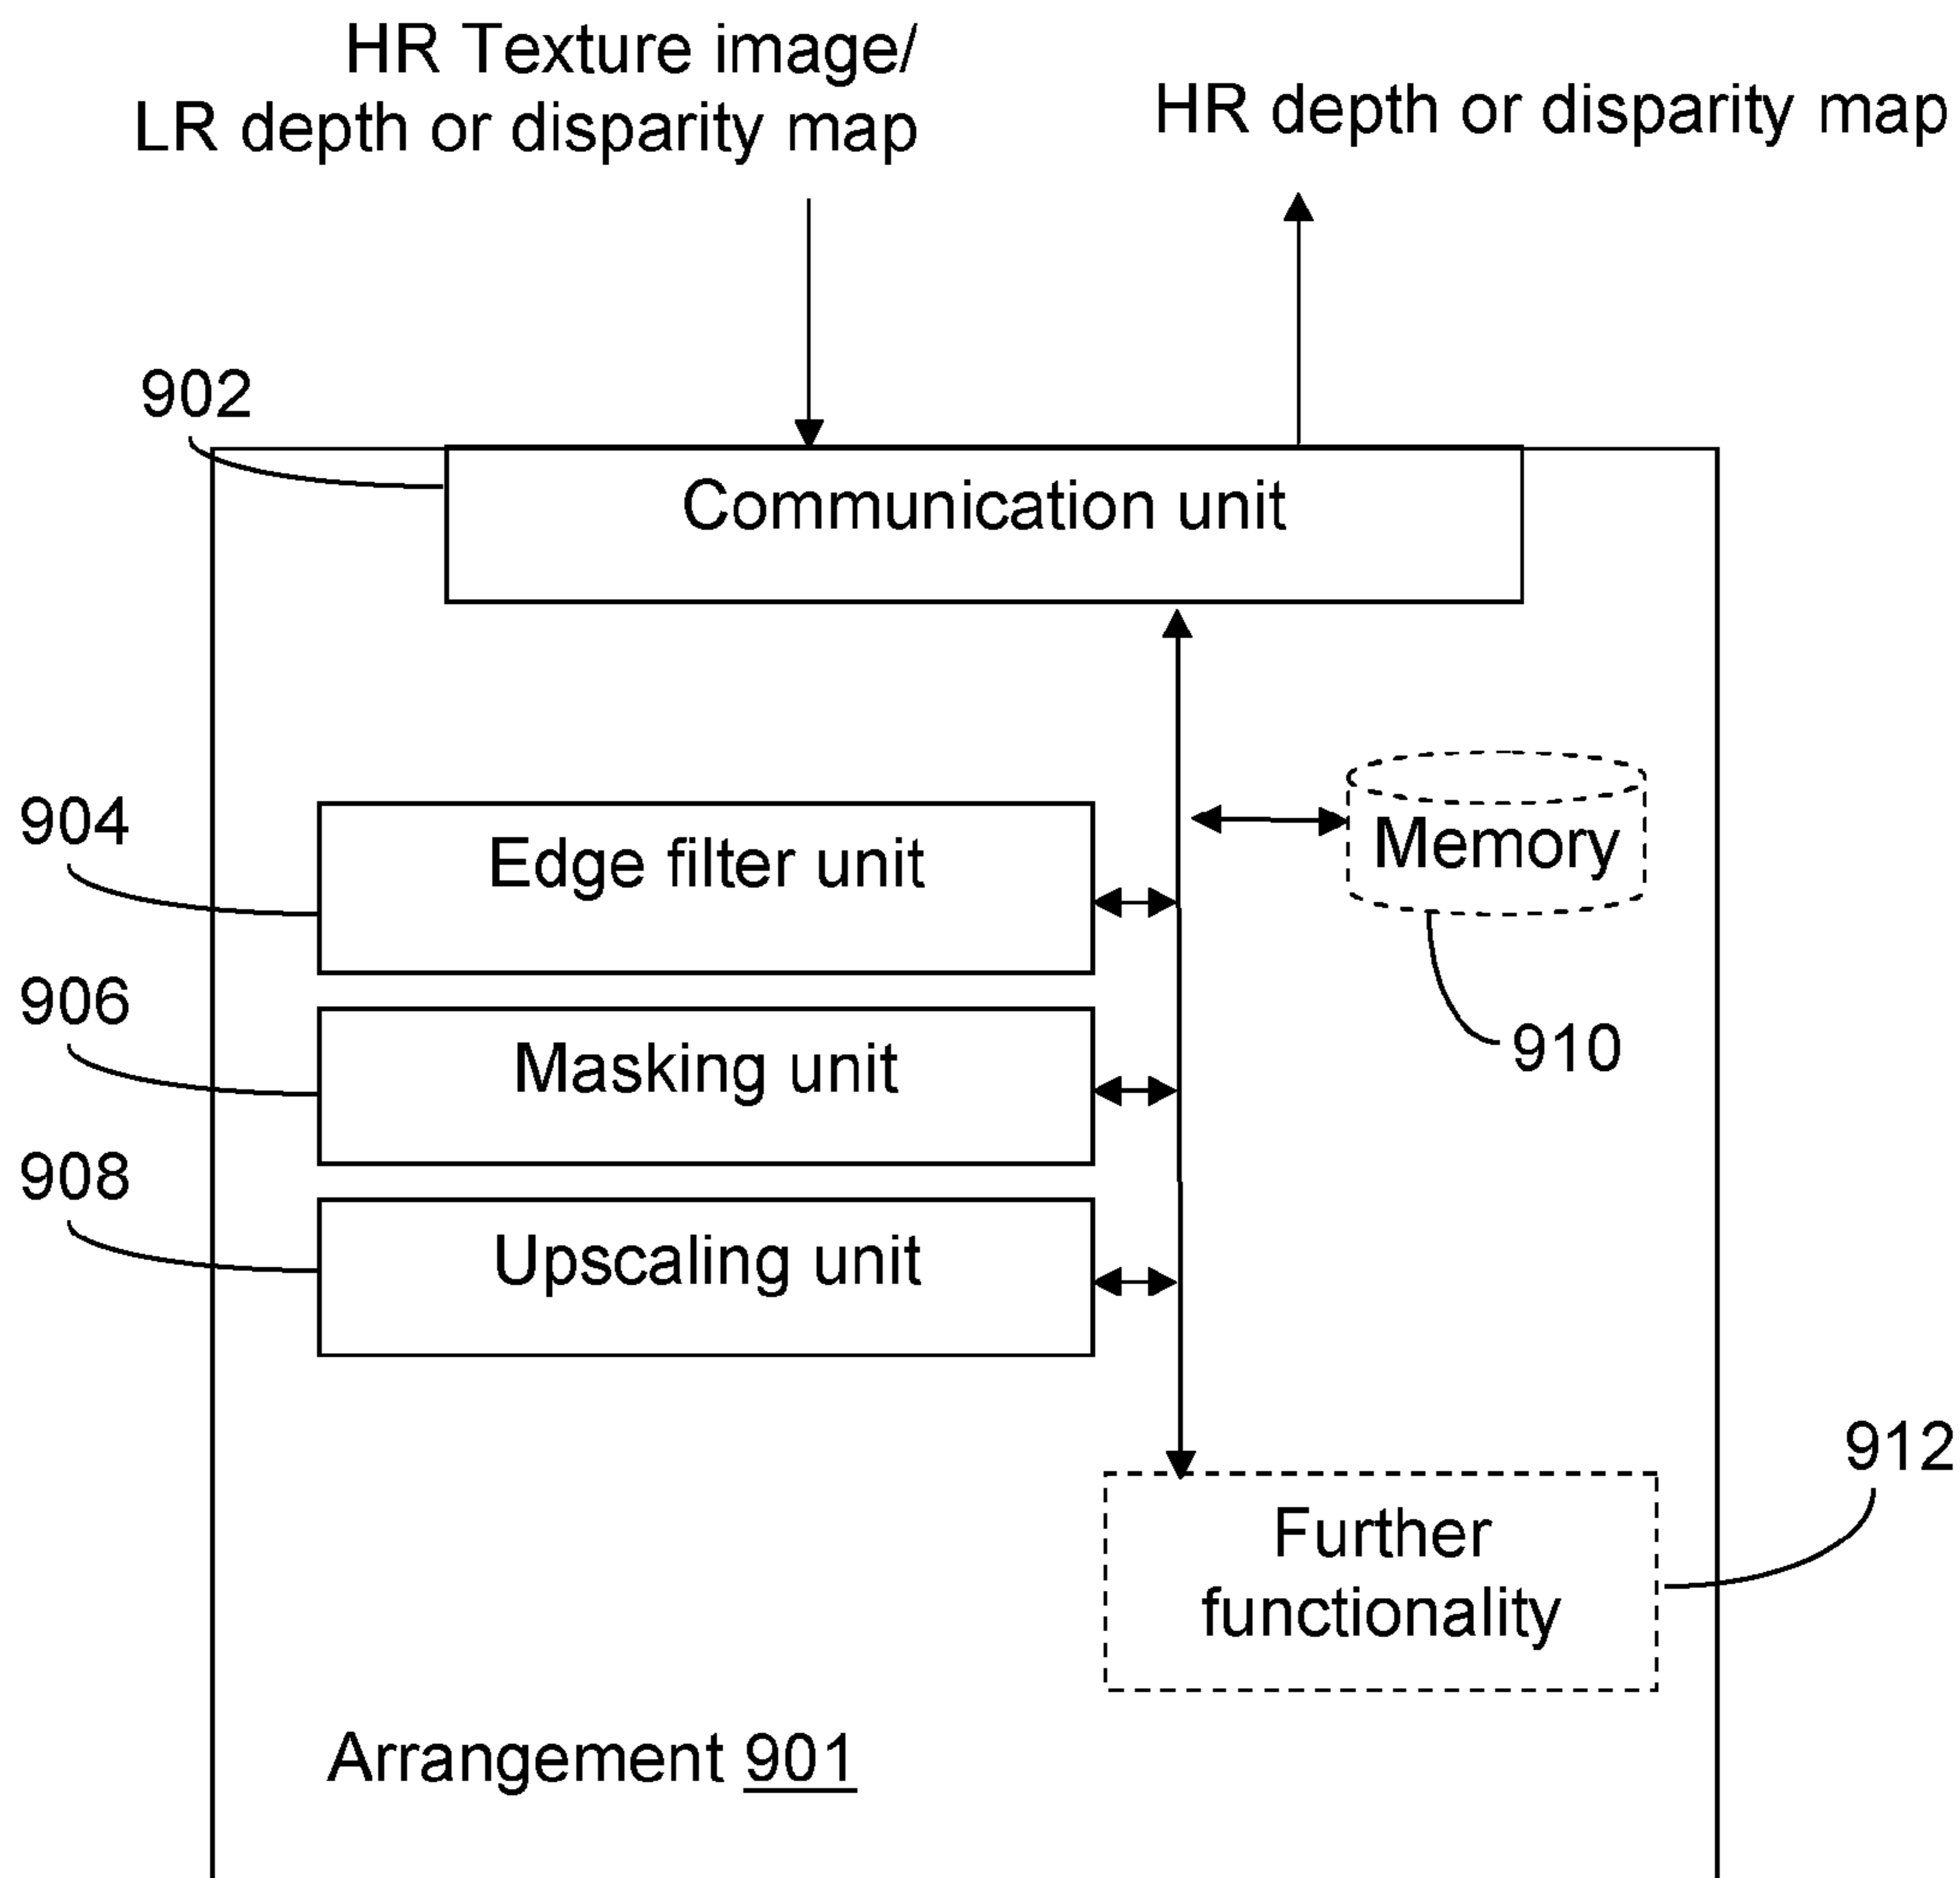 HR Texture image/
LR depth or disparity map
HR depth or disparity map
902
Communication unit
904
Edge filter unit
Memory
906
Masking unit
910
908
Upscaling unit
912
Further
functionality
Arrangement 901